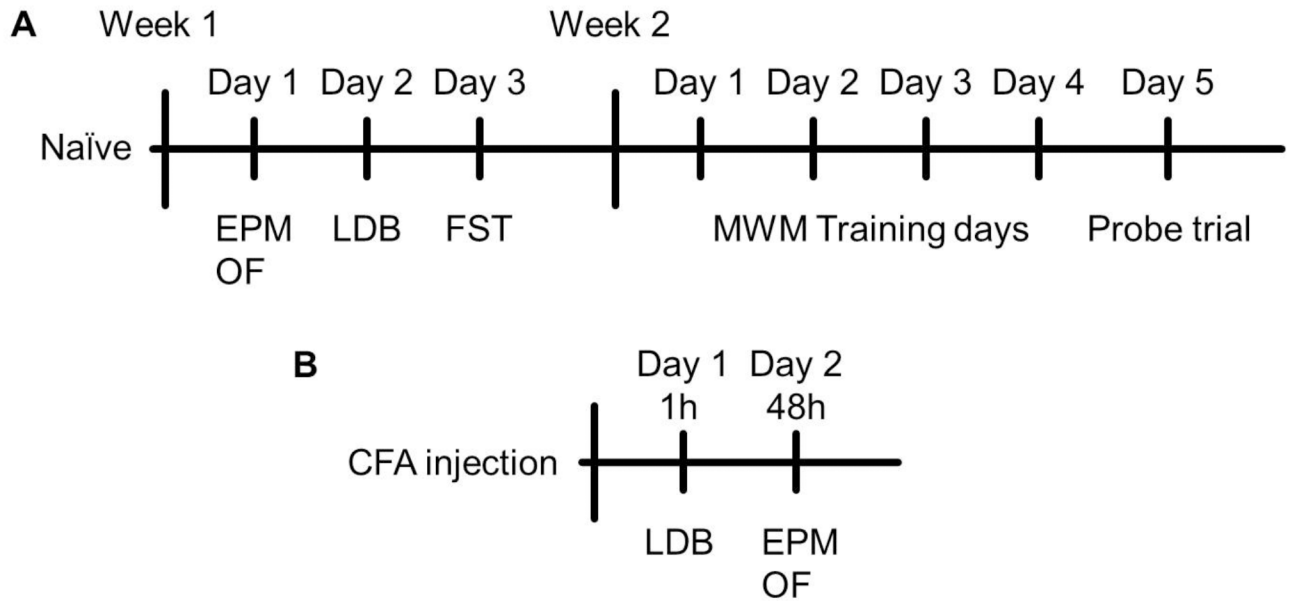 A Week 1 Week 2
Day 1 Day 2 Day 3 Day 1 Day 2 Day 3 Day 4 Day 5
Naïve
EPM LDB FST MWM Training days Probe trial
OF
B Day 1 Day 2
1h 48h
CFA injection
LDB EPM
OF